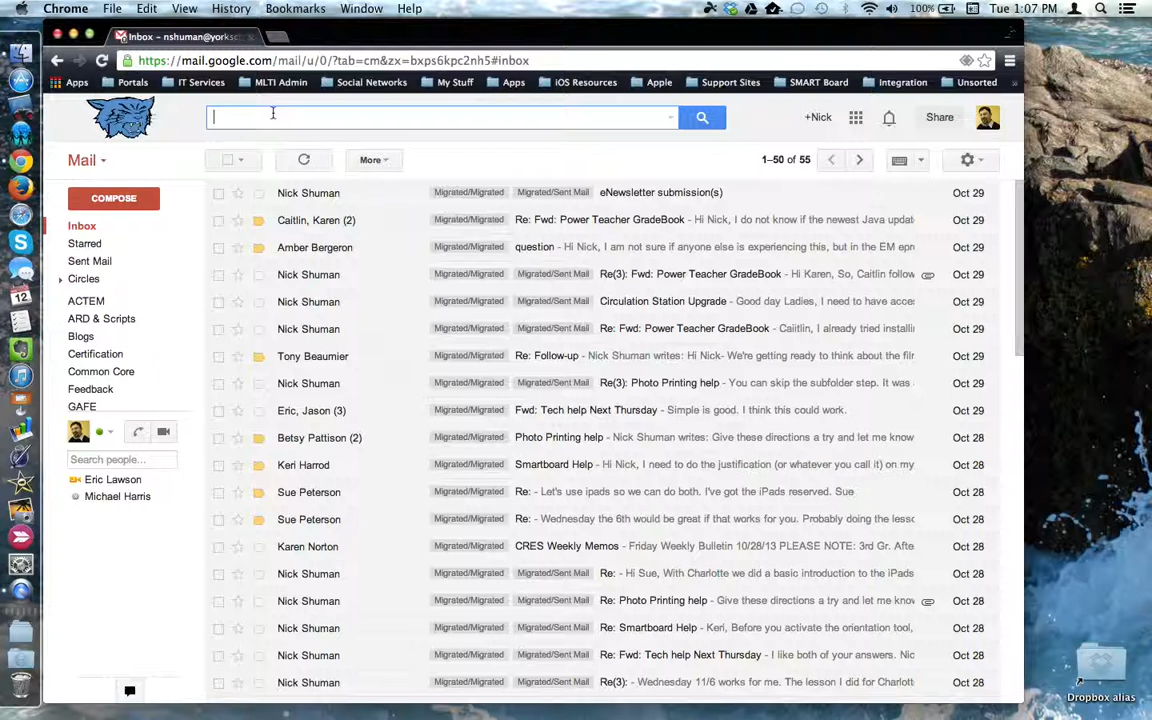 Chrome File Edit View History Bookmarks Window Help 100% Tue 1:07 PM
Inbox – nshuman@yorksc
https://mail.google.com/mail/u/0/?tab=cm&zx=bxps6kpc2nh5#inbox
Apps Portals IT Services MLTI Admin Social Networks My Stuff Apps iOS Resources Apple Support Sites SMART Board Integration Unsorted »
+Nick Share
Mail More 1–50 of 55
COMPOSE
Inbox
Starred
Sent Mail
Circles
ACTEM
ARD & Scripts
Blogs
Certification
Common Core
Feedback
GAFE
Search people...
Eric Lawson
Michael Harris
Nick Shuman Migrated/Migrated Migrated/Sent Mail eNewsletter submission(s) Oct 29
Caitlin, Karen (2) Migrated/Migrated Re: Fwd: Power Teacher GradeBook - Hi Nick, I do not know if the newest Java updat Oct 29
Amber Bergeron Migrated/Migrated question - Hi Nick, I am not sure if anyone else is experiencing this, but in the EM epre Oct 29
Nick Shuman Migrated/Migrated Migrated/Sent Mail Re(3): Fwd: Power Teacher GradeBook - Hi Karen, So, Caitlin follow Oct 29
Nick Shuman Migrated/Migrated Migrated/Sent Mail Circulation Station Upgrade - Good day Ladies, I need to have acce Oct 29
Nick Shuman Migrated/Migrated Migrated/Sent Mail Re: Fwd: Power Teacher GradeBook - Caiitlin, I already tried installi Oct 29
Tony Beaumier Migrated/Migrated Re: Follow-up - Nick Shuman writes: Hi Nick- We're getting ready to think about the flir Oct 29
Nick Shuman Migrated/Migrated Migrated/Sent Mail Re(3): Photo Printing help - You can skip the subfolder step. It was Oct 29
Eric, Jason (3) Migrated/Migrated Fwd: Tech help Next Thursday - Simple is good. I think this could work. Oct 29
Betsy Pattison (2) Migrated/Migrated Photo Printing help - Nick Shuman writes: Give these directions a try and let me know Oct 28
Keri Harrod Migrated/Migrated Smartboard Help - Hi Nick, I need to do the justification (or whatever you call it) on my Oct 28
Sue Peterson Migrated/Migrated Re: - Let's use ipads so we can do both. I've got the iPads reserved. Sue Oct 28
Sue Peterson Migrated/Migrated Re: - Wednesday the 6th would be great if that works for you. Probably doing the lesso Oct 28
Karen Norton Migrated/Migrated CRES Weekly Memos - Friday Weekly Bulletin 10/28/13 PLEASE NOTE: 3rd Gr. Afte Oct 28
Nick Shuman Migrated/Migrated Migrated/Sent Mail Re: - Hi Sue, With Charlotte we did a basic introduction to the iPads Oct 28
Nick Shuman Migrated/Migrated Migrated/Sent Mail Re: Photo Printing help - Give these directions a try and let me know Oct 28
Nick Shuman Migrated/Migrated Migrated/Sent Mail Re: Smartboard Help - Keri, Before you activate the orientation tool, Oct 28
Nick Shuman Migrated/Migrated Migrated/Sent Mail Re: Fwd: Tech help Next Thursday - I like both of your answers. Nic Oct 28
Nick Shuman Migrated/Migrated Migrated/Sent Mail Re(3): - Wednesday 11/6 works for me. The lesson I did for Charlott Oct 28
12
Dropbox alias